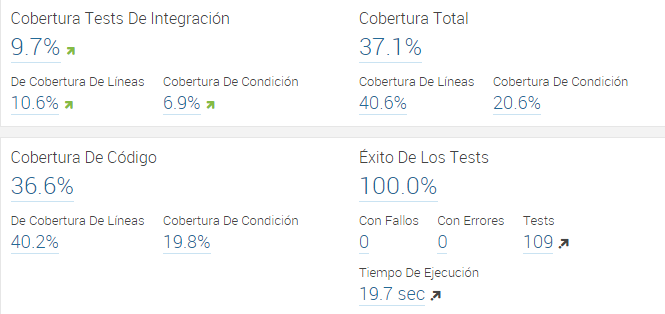 Cobertura Tests De Integración
9.7%
De Cobertura De Líneas
10.6%
Cobertura De Condición
6.9%
Cobertura Total
37.1%
Cobertura De Líneas
40.6%
Cobertura De Condición
20.6%
Cobertura De Código
36.6%
De Cobertura De Líneas
40.2%
Cobertura De Condición
19.8%
Éxito De Los Tests
100.0%
Con Fallos
0
Con Errores
0
Tests
109
Tiempo De Ejecución
19.7 sec